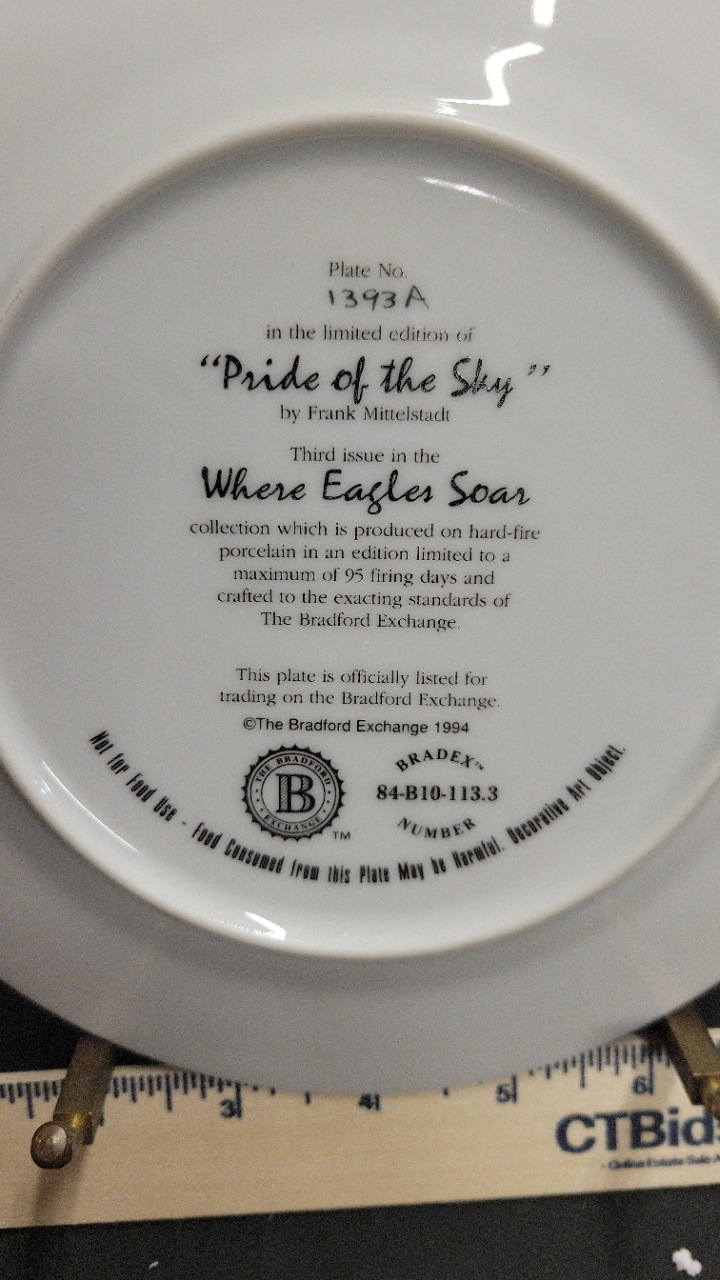 Plate No.
1393A
in the limited edition of
“Pride of the Sky”
by Frank Mittelstadt
Third issue in the
Where Eagles Soar
collection which is produced on hard-fire
porcelain in an edition limited to a
maximum of 95 firing days and
crafted to the exacting standards of
The Bradford Exchange.
This plate is officially listed for
trading on the Bradford Exchange.
©The Bradford Exchange 1994
THE BRADFORD
B
EXCHANGE
TM
BRADEX™
84-B10-113.3
NUMBER
Not for Food Use - Food Consumed from this Plate May be Harmful. Decorative Art Object.
3 4 5 6
CTBids
- Online Estate Sale